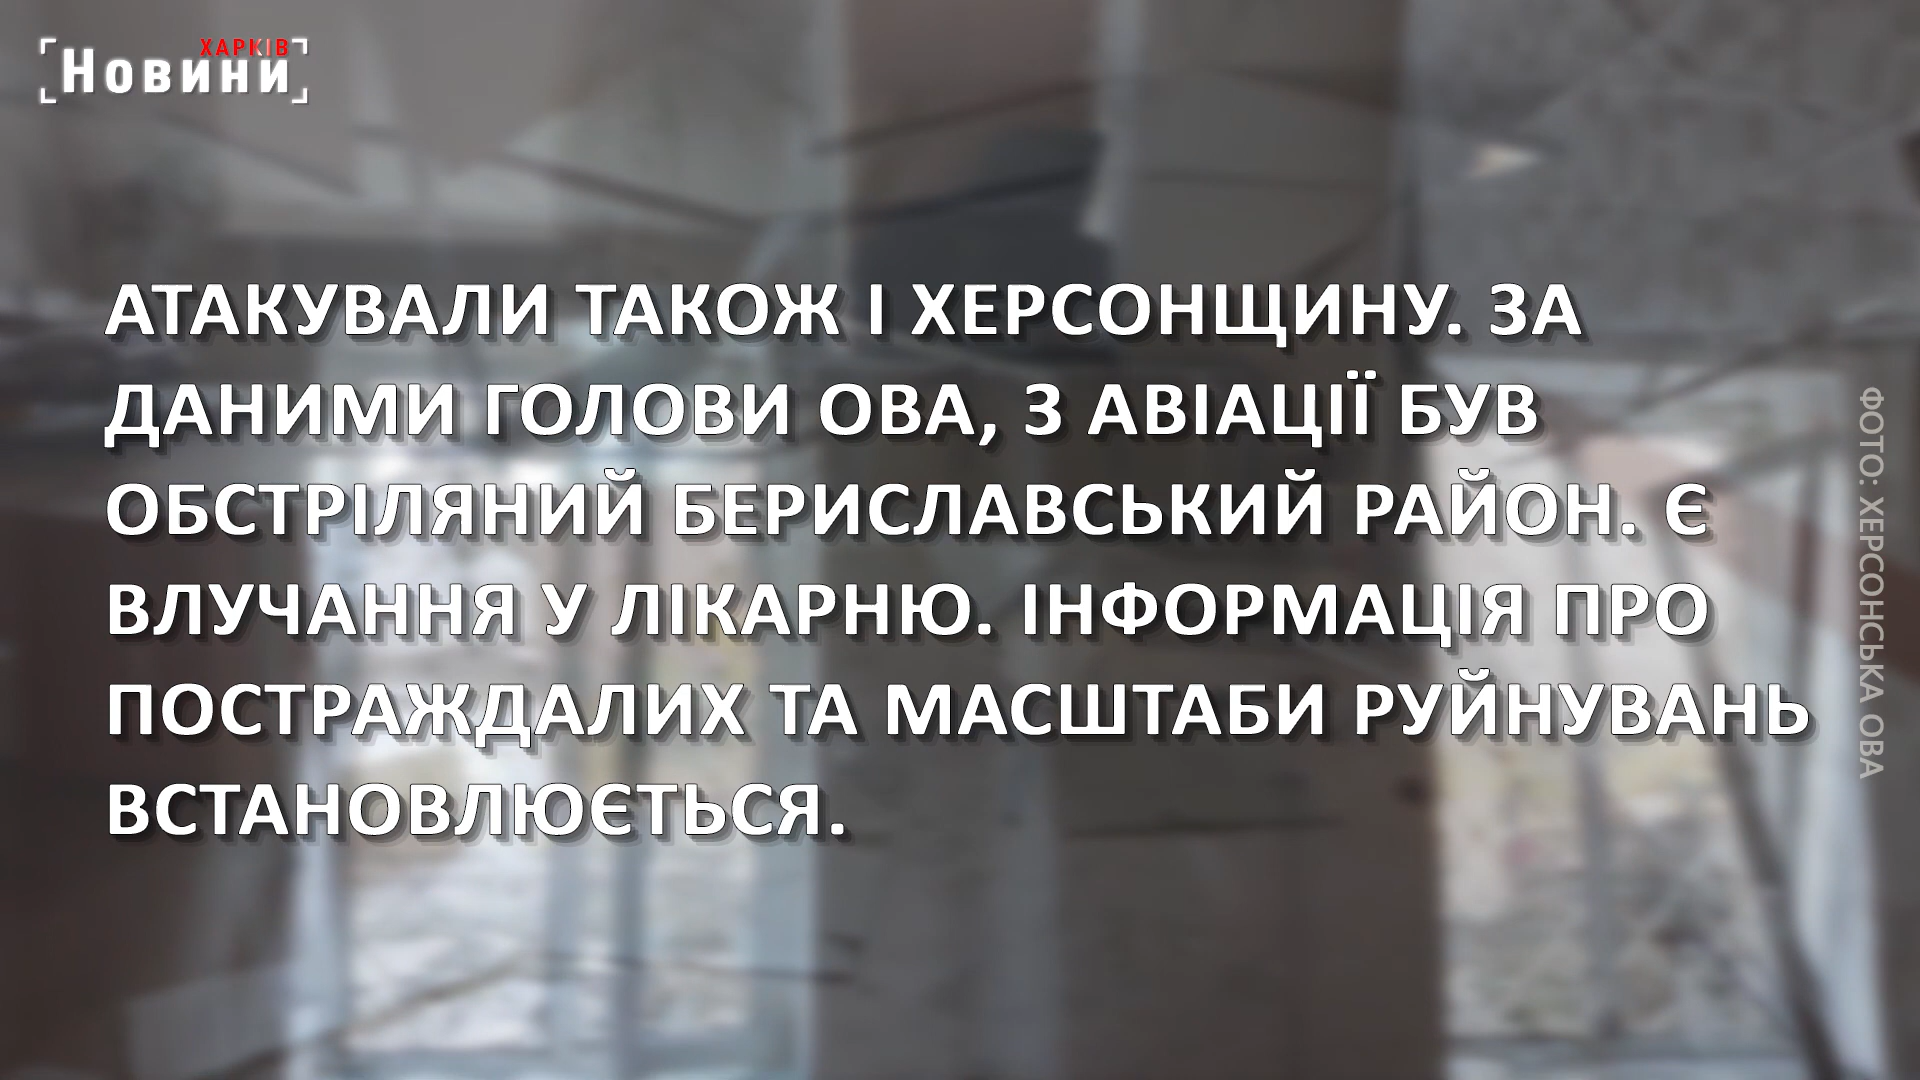 ХАРКІВ
Новини
АТАКУВАЛИ ТАКОЖ І ХЕРСОНЩИНУ. ЗА
ДАНИМИ ГОЛОВИ ОВА, З АВІАЦІЇ БУВ
ОБСТРІЛЯНИЙ БЕРИСЛАВСЬКИЙ РАЙОН. Є
ВЛУЧАННЯ У ЛІКАРНЮ. ІНФОРМАЦІЯ ПРО
ПОСТРАЖДАЛИХ ТА МАСШТАБИ РУЙНУВАНЬ
ВСТАНОВЛЮЄТЬСЯ.
ФОТО: ХЕРСОНСЬКА ОВА